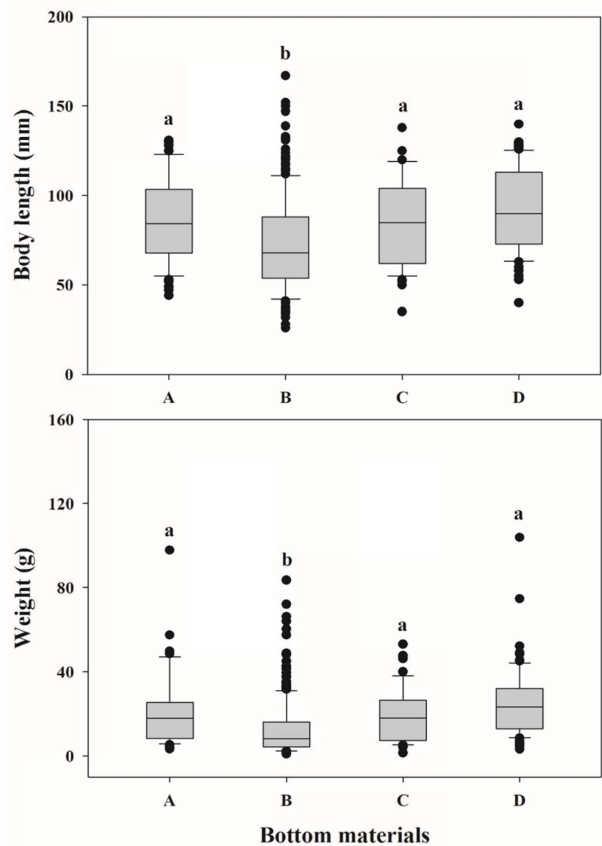 200
150
100
50
0
Body length (mm)
a
b
a
a
A B C D
160
120
80
40
0
Weight (g)
a
b
a
a
A B C D
Bottom materials